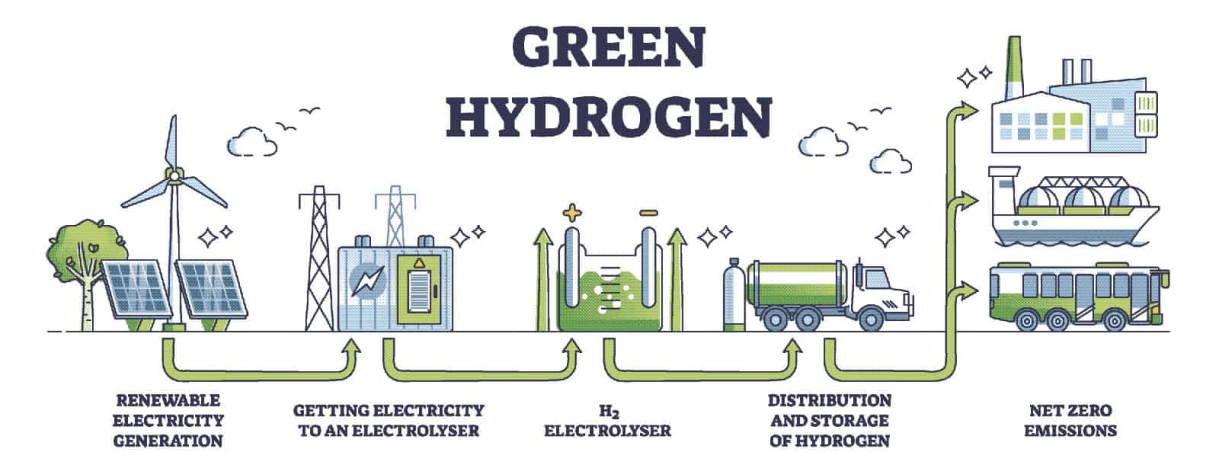 GREEN
HYDROGEN
RENEWABLE
ELECTRICITY
GENERATION
GETTING ELECTRICITY
TO AN ELECTROLYSER
H₂
ELECTROLYSER
DISTRIBUTION
AND STORAGE
OF HYDROGEN
NET ZERO
EMISSIONS